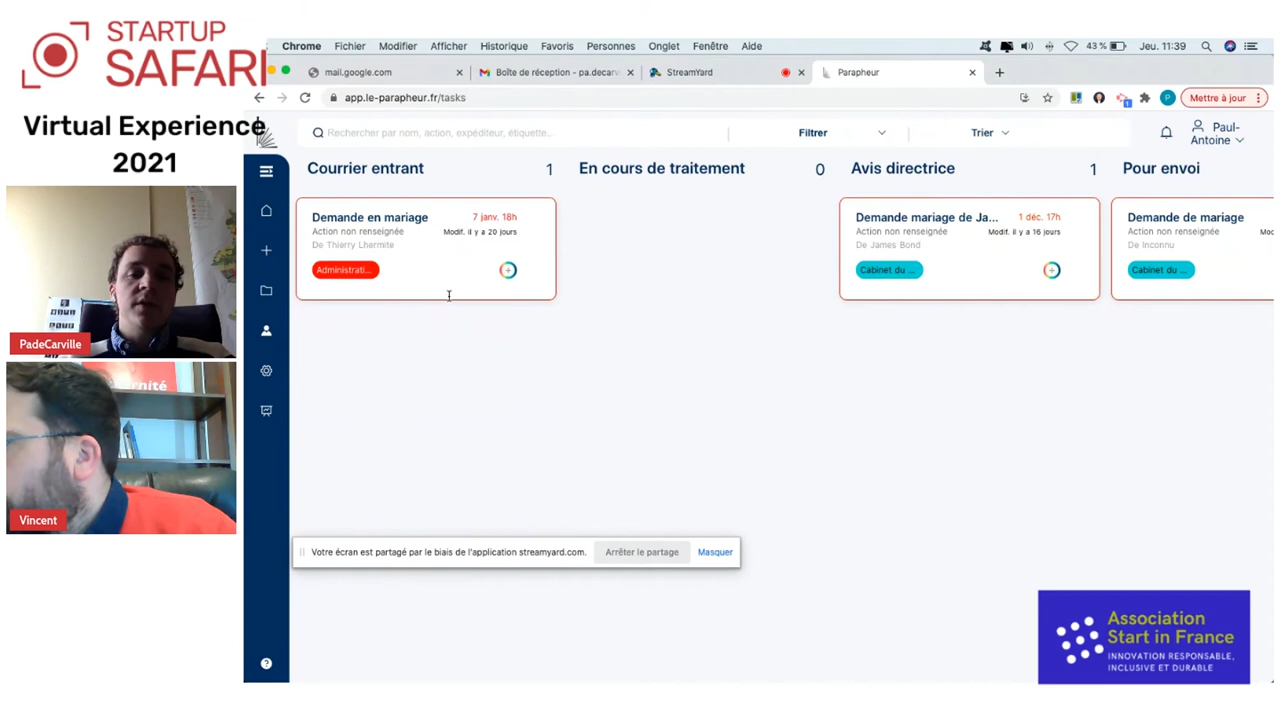 STARTUP
SAFARI
Virtual Experience
2021
PadeCarville
Vincent
Chrome Fichier Modifier Afficher Historique Favoris Personnes Onglet Fenêtre Aide
43 % Jeu. 11:39
mail.google.com
Boîte de réception - pa.decarv
StreamYard
Parapheur
app.le-parapheur.fr/tasks
Mettre à jour
Rechercher par nom, action, expéditeur, étiquette...
Filtrer
Trier
Paul-
Antoine
Courrier entrant 1
En cours de traitement 0
Avis directrice 1
Pour envoi
Demande en mariage 7 janv. 18h
Action non renseignée Modif. il y a 20 jours
De Thierry Lhermite
Administrati...
Demande mariage de Ja... 1 déc. 17h
Action non renseignée Modif. il y a 16 jours
De James Bond
Cabinet du ...
Demande de mariage
Action non renseignée Moc
De Inconnu
Cabinet du ...
Votre écran est partagé par le biais de l'application streamyard.com. Arrêter le partage Masquer
Association
Start in France
INNOVATION RESPONSABLE,
INCLUSIVE ET DURABLE